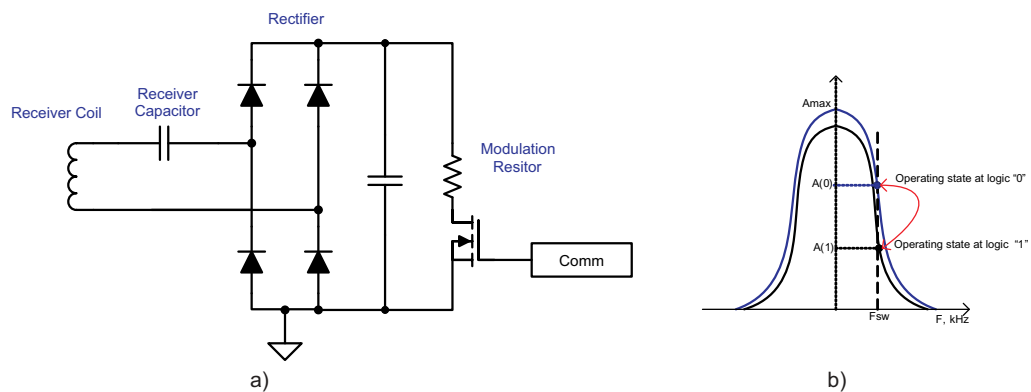 Rectifier
Receiver
Capacitor
Receiver Coil
Modulation
Resitor
Comm
a)
Amax
A(0)
Operating state at logic “0”
A(1)
Operating state at logic “1”
Fsw
F, kHz
b)